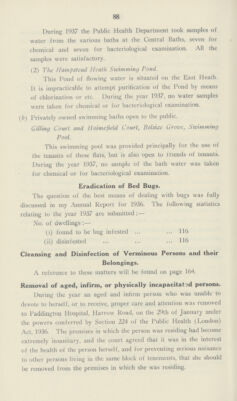 88
During 1937 the Public Health Department took samples of
water from the various baths at the Central Baths, seven for
chemical and seven for bacteriological examination. All the
samples were satisfactory.
(2) The Hampstead Heath Swimming Pond.
This Pond of flowing water is situated on the East Heath.
It is impracticable to attempt purification of the Pond by means
of chlorination or etc. During the year 1937, no water samples
were taken for chemical or for bacteriological examination.
(b) Privately owned swimming baths open to the public.
Gilling Court and Holmefield Court, Belsize Grove, Swimming
Pool.
This swimming pool was provided principally for the use of
the tenants of these flats, but is also open to friends of tenants.
During the year 1937, no sample of the bath water was taken
for chemical or for bacteriological examination.
Eradication of Bed Bugs.
The question of the best means of dealing with bugs was fully
discussed in my Annual Report for 1936. The following statistics
relating to the year 1937 are submitted:—
No. of dwellings:—
(i) found to be bug infested ... ... 116
(ii) disinfested ... ... ... 116
Cleansing and Disinfection of Verminous Persons and their
Belongings.
A reference to these matters will be found on page 164.
Removal of aged, infirm, or physically incapacitated persons.
During the year an aged and infirm person who was unable to
devote to herself, or to receive, proper care and attention was removed
to Paddington Hospital, Harrow Road, on the 29th of January under
the powers conferred by Section 224 of the Public Health (London)
Act, 1936. The premises in which the person was residing had become
extremely insanitary, and the court agreed that it was in the interest
of the health of the person herself, and for preventing serious nuisance
to other persons living in the same block of tenements, that she should
be removed from the premises in which she was residing.